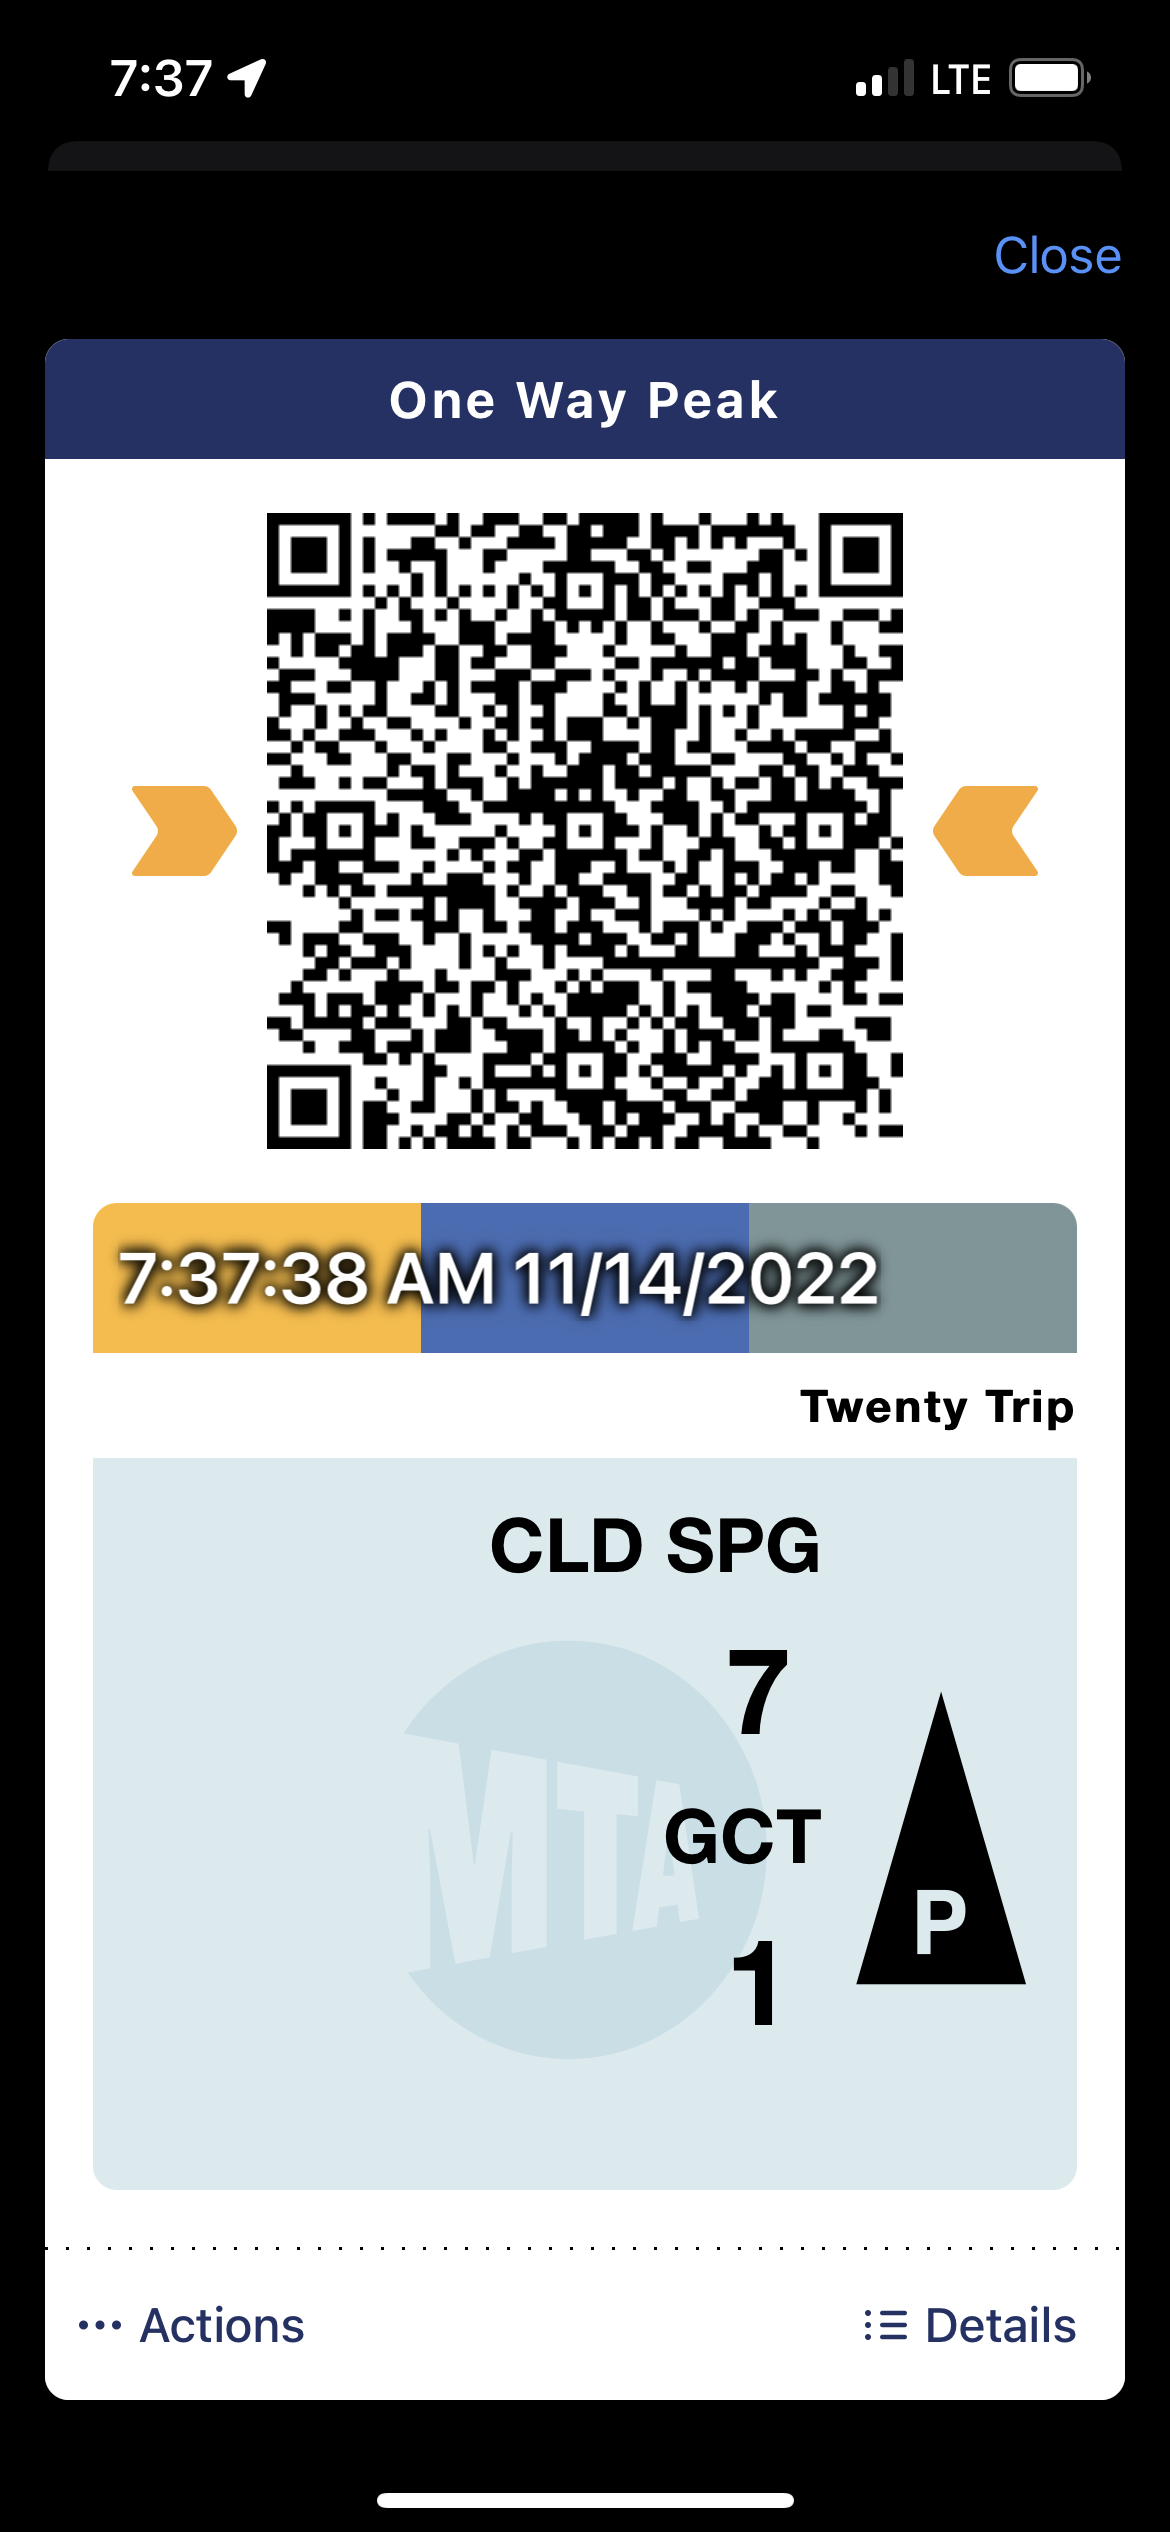 7:37 LTE
Close
One Way Peak
7:37:38 AM 11/14/2022
Twenty Trip
CLD SPG
7
MTA
GCT
P
1
Actions
Details